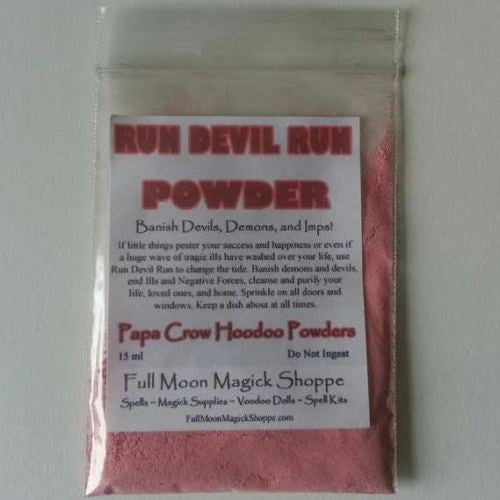 RUN DEVIL RUN
POWDER
Banish Devils, Demons, and Imps!
If little things pester your success and happiness or even if
a huge wave of tragic ills have washed over your life, use
Run Devil Run to change the tide. Banish demons and devils,
end Ills and Negative Forces, cleanse and purify your
life, loved ones, and home. Sprinkle on all doors and
windows. Keep a dish about at all times.
Papa Crow Hoodoo Powders
15 ml Do Not Ingest
Full Moon Magick Shoppe
Spells ~ Magick Supplies ~ Voodoo Dolls ~ Spell Kits
FullMoonMagickShoppe.com